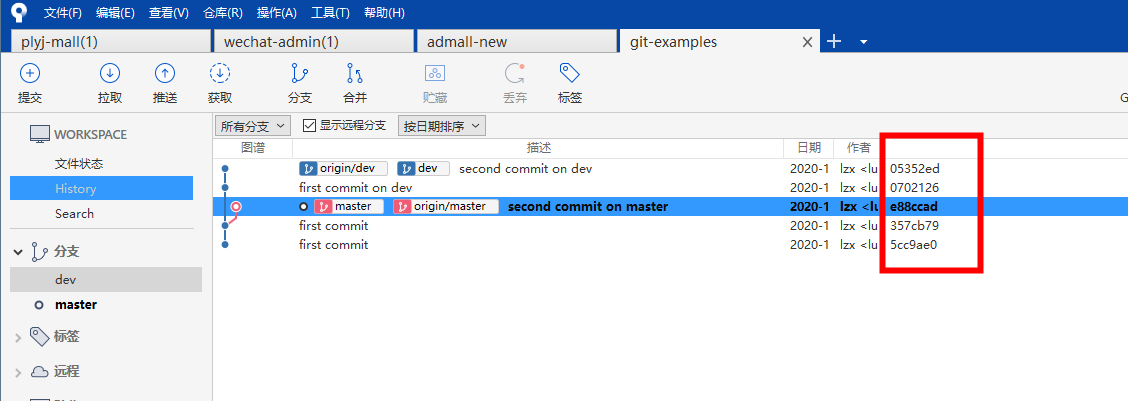 文件(F) 编辑(E) 查看(V) 仓库(R) 操作(A) 工具(T) 帮助(H)
plyj-mall(1) wechat-admin(1) admall-new git-examples
提交 拉取 推送 获取 分支 合并 贮藏 丢弃 标签 G
WORKSPACE
文件状态
History
Search
分支
dev
master
标签
远程
所有分支 显示远程分支 按日期排序
图谱 描述 日期 作者
origin/dev dev second commit on dev 2020-1 lzx <lu 05352ed
first commit on dev 2020-1 lzx <lu 0702126
master origin/master second commit on master 2020-1 lzx <lu e88ccad
first commit 2020-1 lzx <lu 357cb79
first commit 2020-1 lzx <lu 5cc9ae0